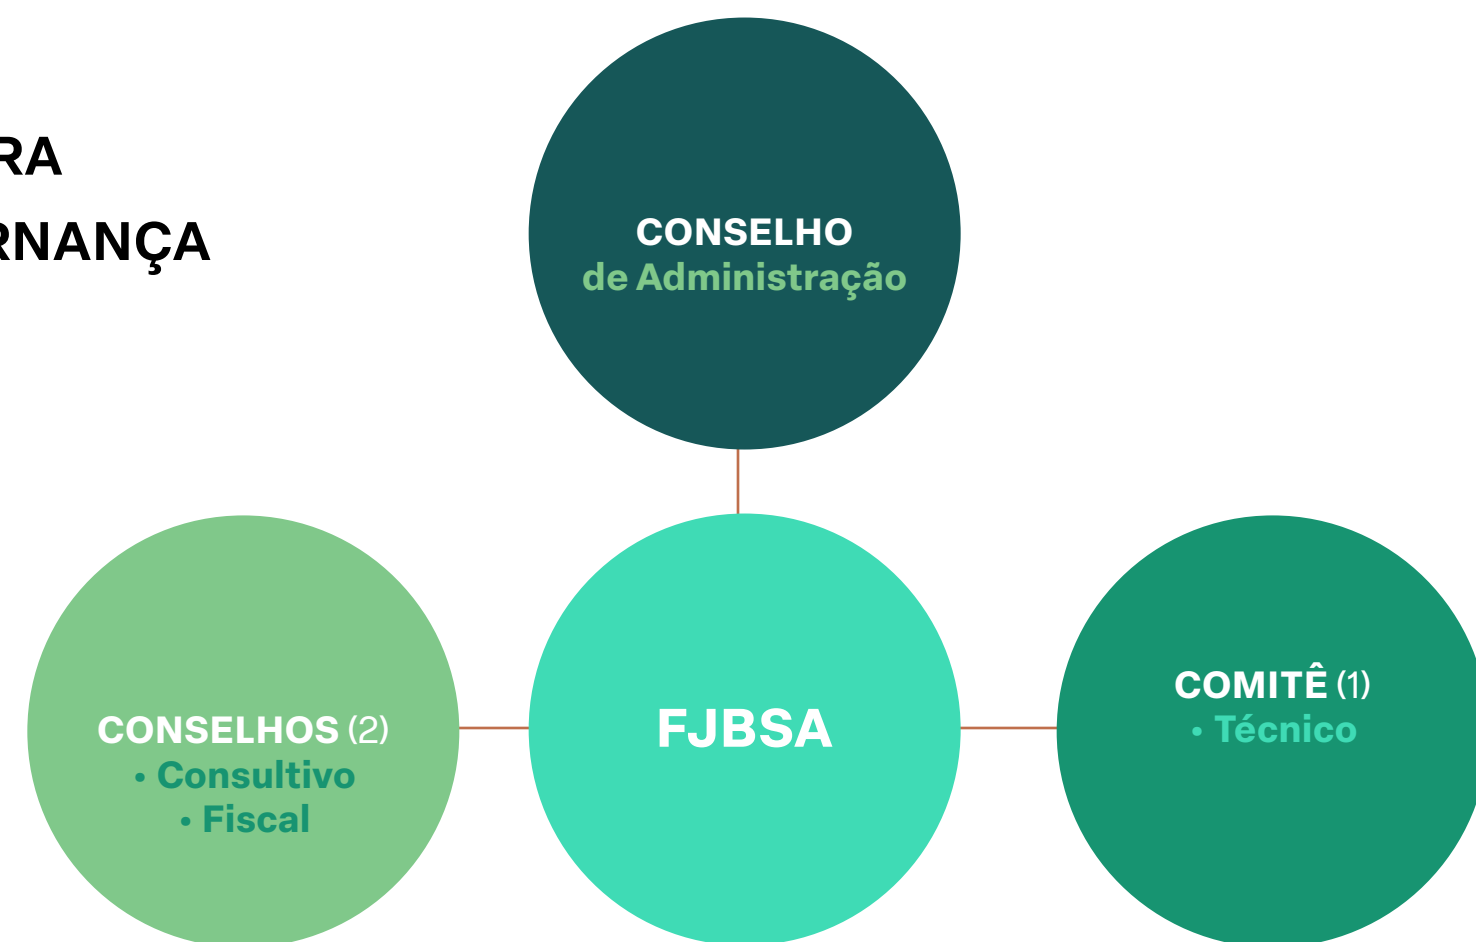 RA
RNANÇA
CONSELHO
de Administração
CONSELHOS (2)
• Consultivo
• Fiscal
FJBSA
COMITÊ (1)
• Técnico